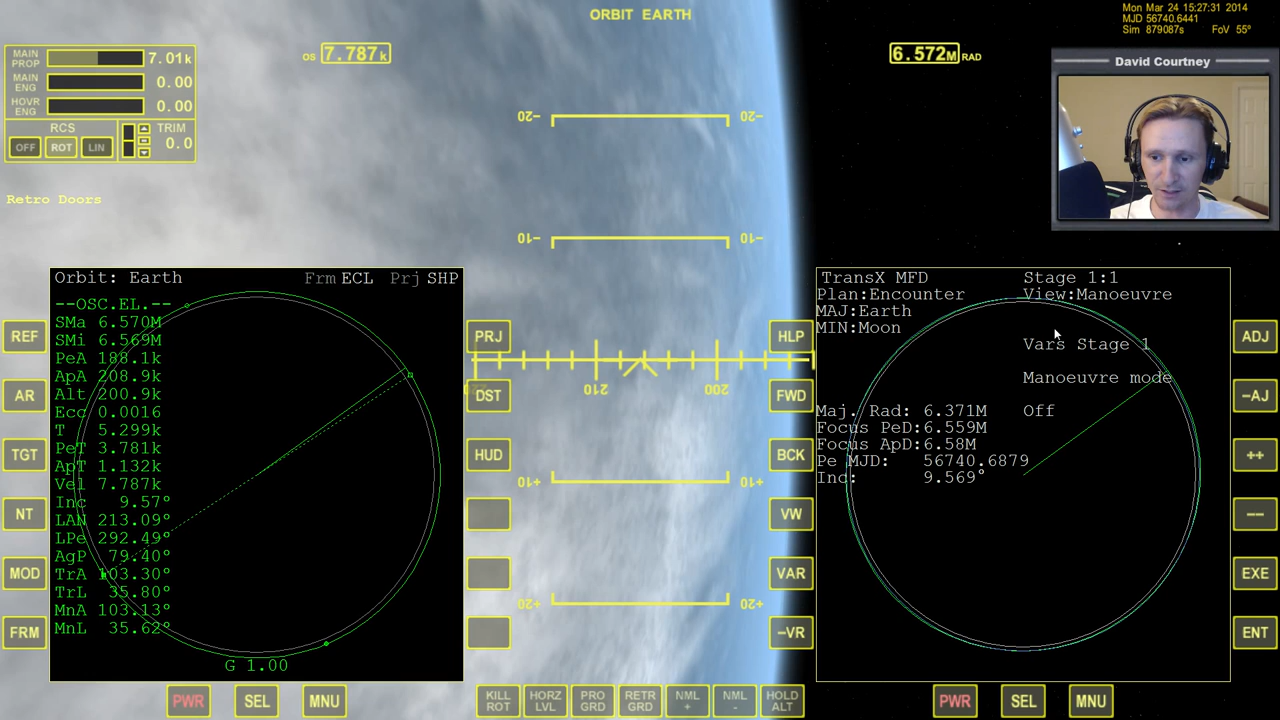 ORBIT EARTH
Mon Mar 24 15:27:31 2014
MJD 56740.6441
Sim 879087s FoV 55°
MAIN PROP 7.01k
MAIN ENG 0.00
HOVR ENG 0.00
RCS TRIM
OFF ROT LIN 0.0
OS 7.787k
6.572M RAD
David Courtney
Retro Doors
20- 20-
10- 10-
210 200
10+ 10+
20+ 20+
Orbit: Earth Frm ECL Prj SHP
--OSC.EL.--
SMa 6.570M
SMi 6.569M
PeA 188.1k
ApA 208.9k
Alt 200.9k
Ecc 0.0016
T 5.299k
PeT 3.781k
ApT 1.132k
Vel 7.787k
Inc 9.57°
LAN 213.09°
LPe 292.49°
AgP 79.40°
TrA 103.30°
TrL 35.80°
MnA 103.13°
MnL 35.62°
G 1.00
REF
AR
TGT
NT
MOD
FRM
PRJ
DST
HUD
PWR SEL MNU
KILL ROT
HORZ LVL
PRO GRD
RETR GRD
NML +
NML -
HOLD ALT
HLP
FWD
BCK
VW
VAR
-VR
TransX MFD Stage 1:1
Plan:Encounter View:Manoeuvre
MAJ:Earth
MIN:Moon
Vars Stage 1
Manoeuvre mode
Maj. Rad: 6.371M Off
Focus PeD:6.559M
Focus ApD:6.58M
Pe MJD: 56740.6879
Inc: 9.569°
ADJ
-AJ
++
--
EXE
ENT
PWR SEL MNU